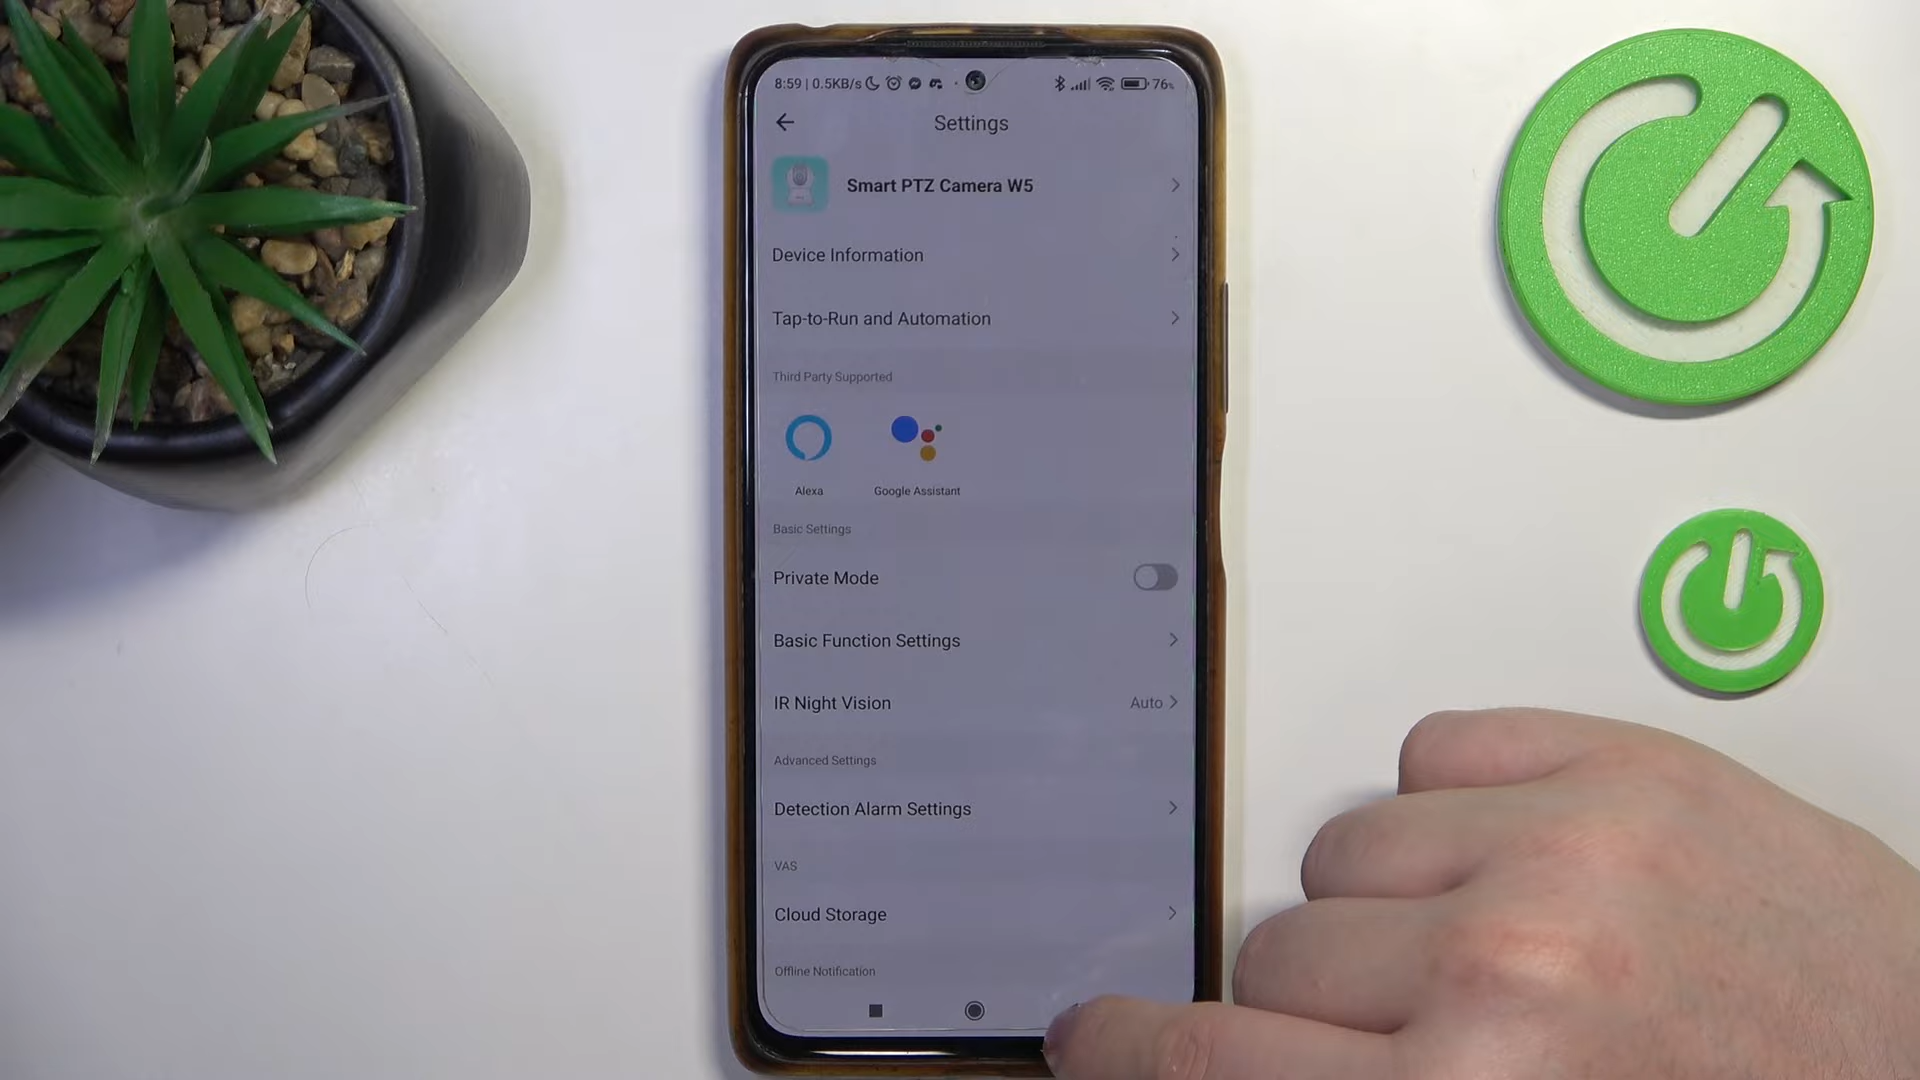 8:59 | 0.5KB/s 76%
Settings
Smart PTZ Camera W5
Device Information
Tap-to-Run and Automation
Third Party Supported
Alexa
Google Assistant
Basic Settings
Private Mode
Basic Function Settings
IR Night Vision Auto
Advanced Settings
Detection Alarm Settings
VAS
Cloud Storage
Offline Notification